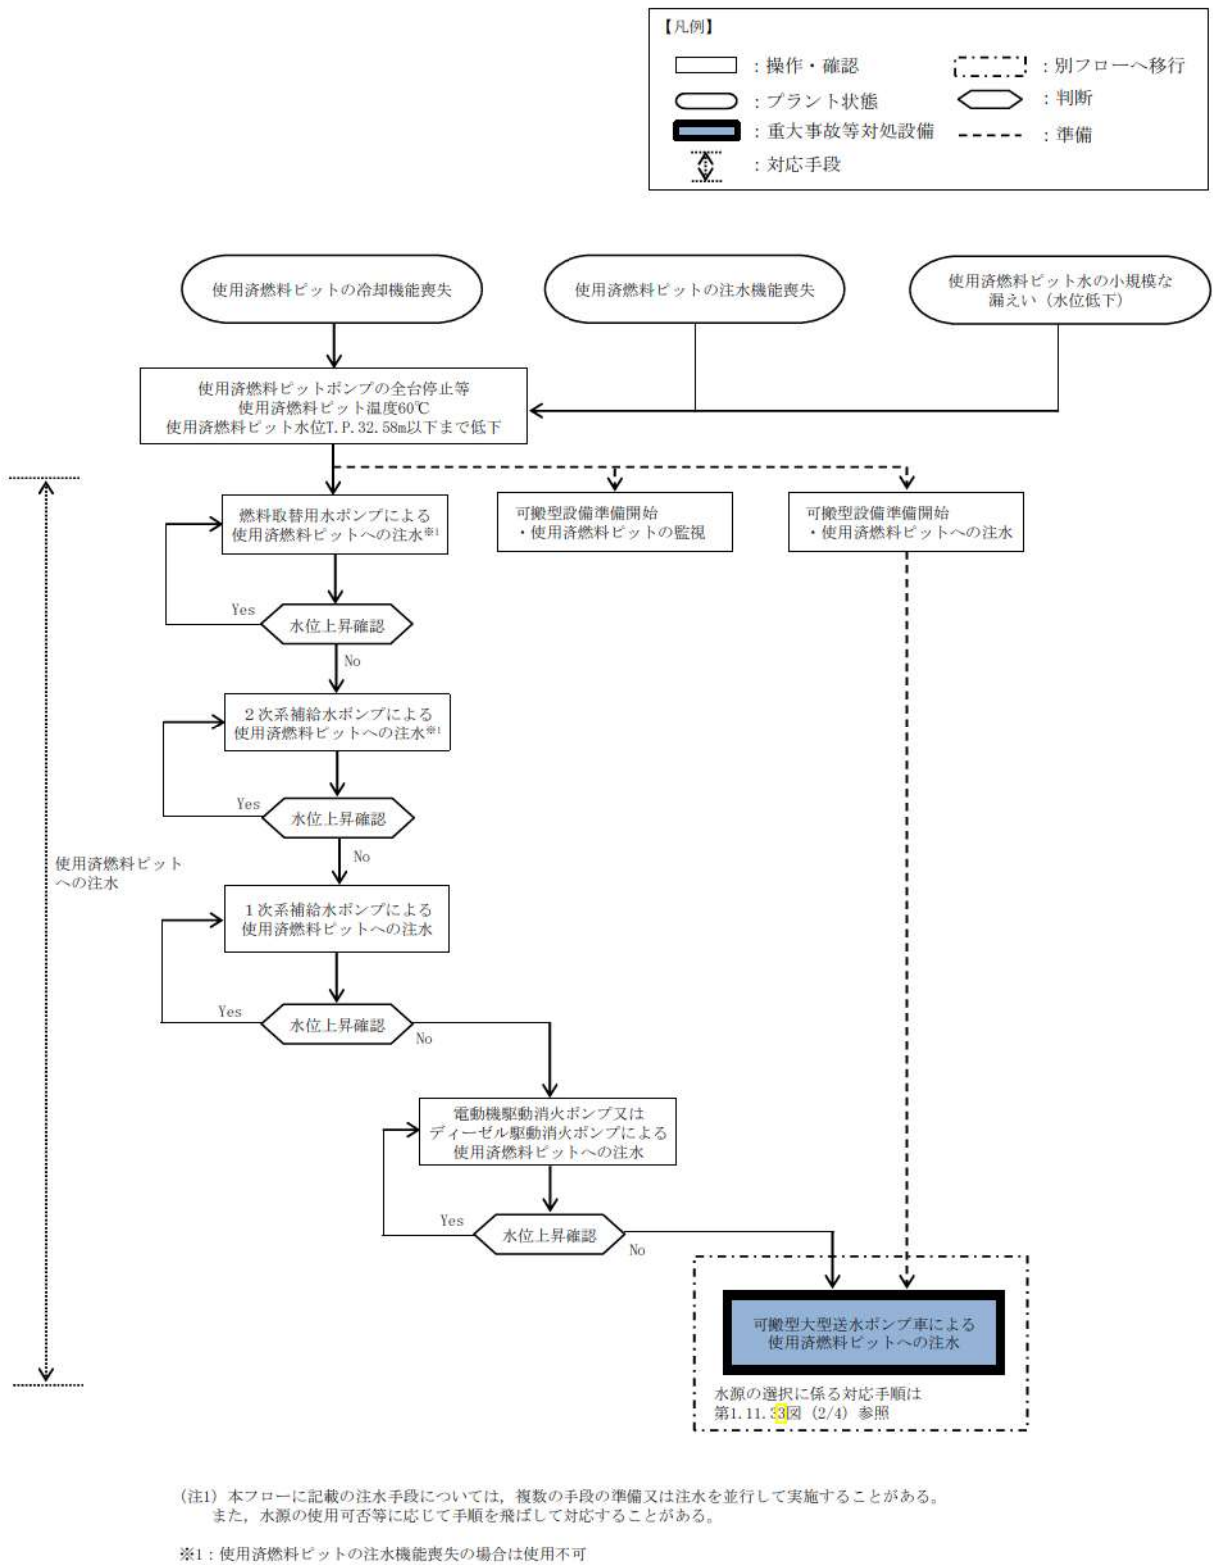 【凡例】
：操作・確認
：別フローへ移行
：プラント状態
：判断
：重大事故等対処設備
：準備
：対応手段
使用済燃料ピットの冷却機能喪失
使用済燃料ピットの注水機能喪失
使用済燃料ピット水の小規模な
漏えい（水位低下）
使用済燃料ピットポンプの全台停止等
使用済燃料ピット温度60℃
使用済燃料ピット水位T.P.32.58m以下まで低下
燃料取替用水ポンプによる
使用済燃料ピットへの注水※1
可搬型設備準備開始
・使用済燃料ピットの監視
可搬型設備準備開始
・使用済燃料ピットへの注水
Yes
水位上昇確認
No
２次系補給水ポンプによる
使用済燃料ピットへの注水※1
Yes
水位上昇確認
No
使用済燃料ピット
への注水
１次系補給水ポンプによる
使用済燃料ピットへの注水
Yes
水位上昇確認
No
電動機駆動消火ポンプ又は
ディーゼル駆動消火ポンプによる
使用済燃料ピットへの注水
Yes
水位上昇確認
No
可搬型大型送水ポンプ車による
使用済燃料ピットへの注水
水源の選択に係る対応手順は
第1.11.33図（2/4）参照
（注1）本フローに記載の注水手段については，複数の手段の準備又は注水を並行して実施することがある。
また，水源の使用可否等に応じて手順を飛ばして対応することがある。
※1：使用済燃料ピットの注水機能喪失の場合は使用不可